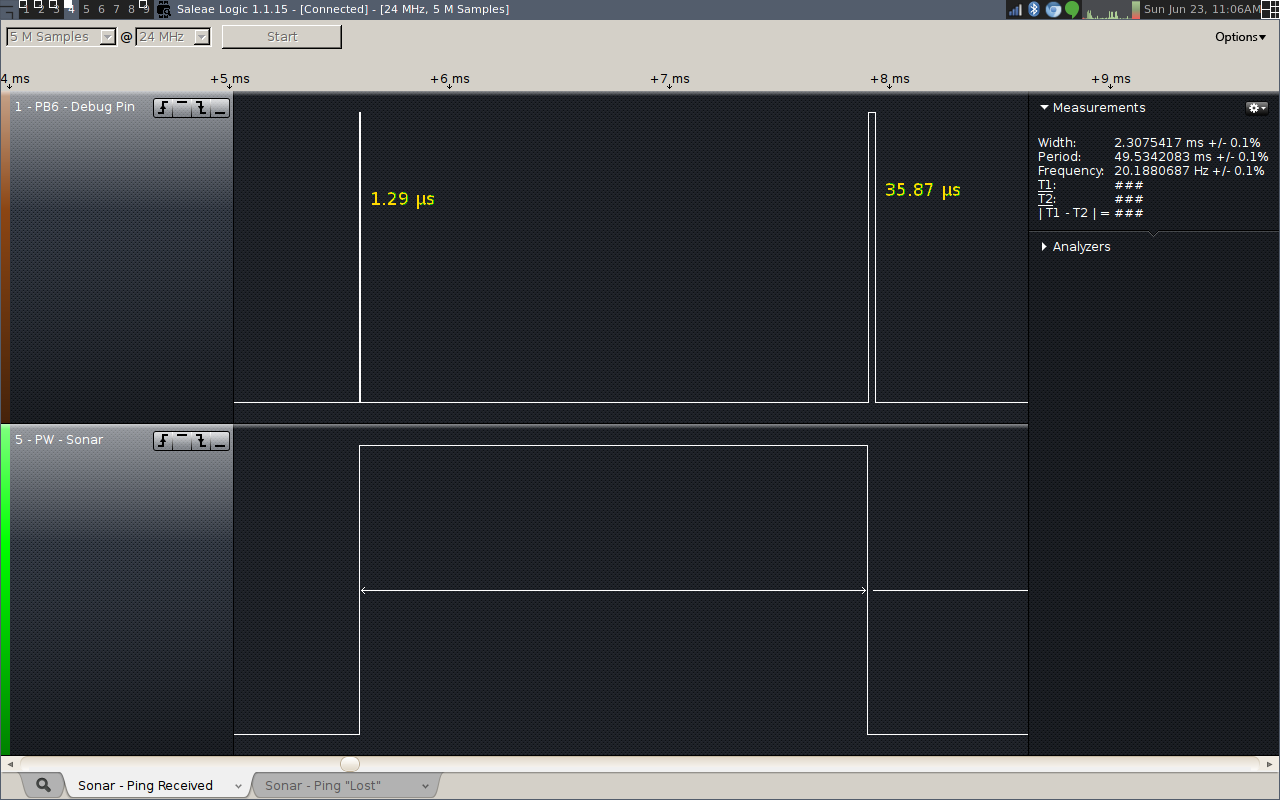 1 2 3 4 5 6 7 8 9 Saleae Logic 1.1.15 - [Connected] - [24 MHz, 5 M Samples] Sun Jun 23, 11:06AM
5 M Samples @ 24 MHz Start Options
4 ms +5 ms +6 ms +7 ms +8 ms +9 ms
1 - PB6 - Debug Pin
1.29 µs
35.87 µs
Measurements
Width: 2.3075417 ms +/- 0.1%
Period: 49.5342083 ms +/- 0.1%
Frequency: 20.1880687 Hz +/- 0.1%
T1: ###
T2: ###
| T1 - T2 | = ###
Analyzers
5 - PW - Sonar
Sonar - Ping Received Sonar - Ping "Lost"